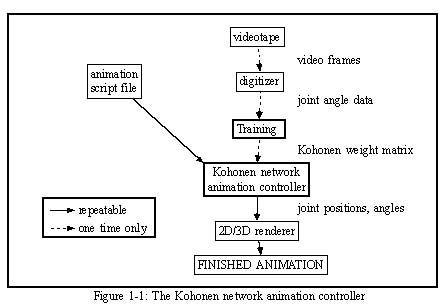 videotape
video frames
animation
script file
digitizer
joint angle data
Training
Kohonen weight matrix
Kohonen network
animation controller
joint positions, angles
repeatable
one time only
2D/3D renderer
FINISHED ANIMATION
Figure 1-1: The Kohonen network animation controller